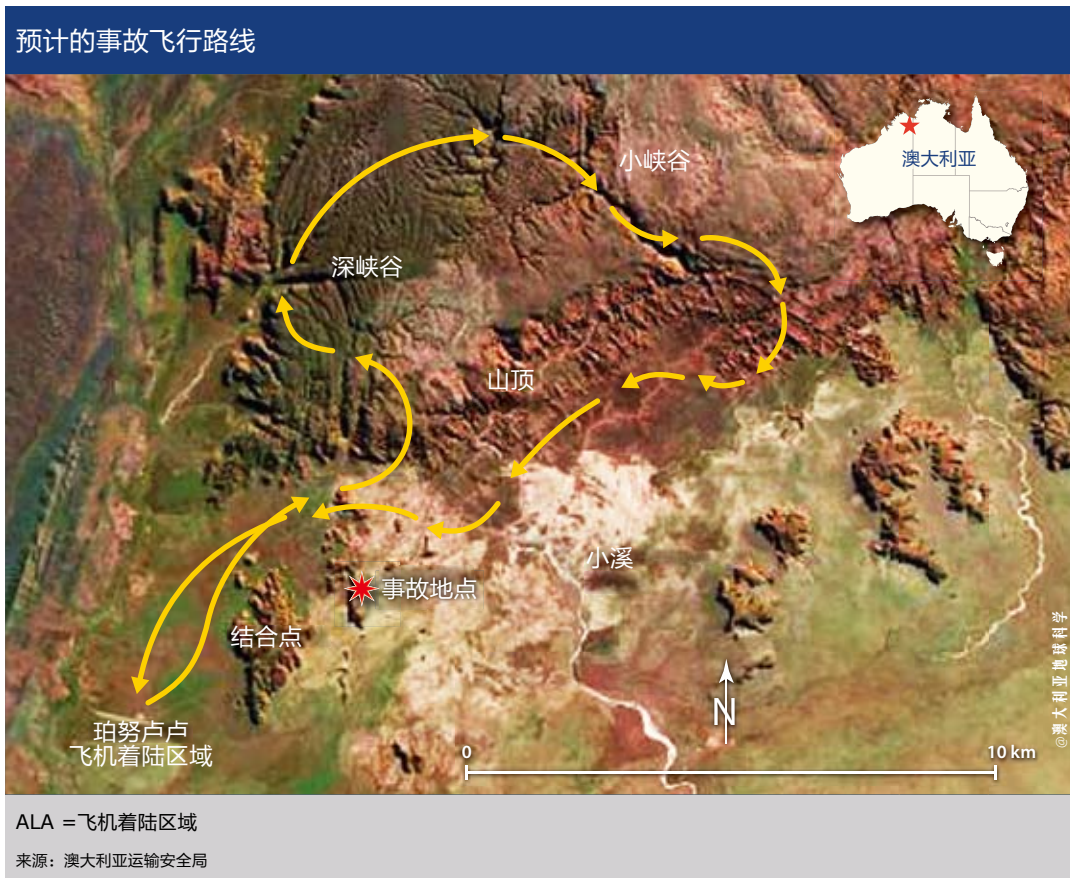 预计的事故飞行路线
小峡谷
澳大利亚
深峡谷
山顶
小溪
事故地点
结合点
珀努卢卢
飞机着陆区域
N
0
10 km
@澳大利亚地球科学
ALA =飞机着陆区域
来源：澳大利亚运输安全局